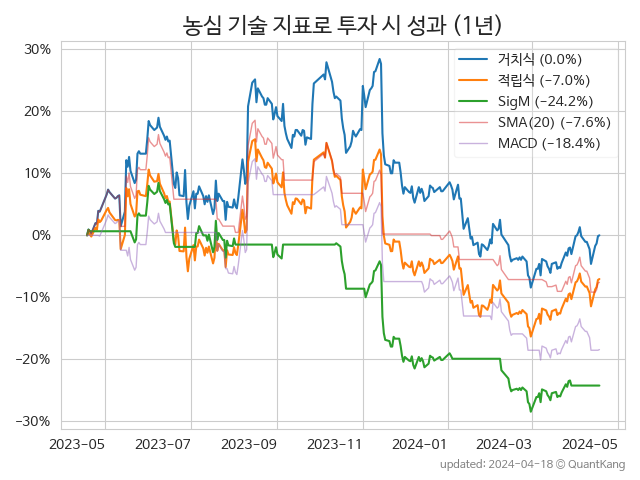 농심 기술 지표로 투자 시 성과 (1년)
거치식 (0.0%)
적립식 (−7.0%)
SigM (−24.2%)
SMA(20) (−7.6%)
MACD (−18.4%)
30%
20%
10%
0%
−10%
−20%
−30%
2023-05 2023-07 2023-09 2023-11 2024-01 2024-03 2024-05
updated: 2024-04-18 © QuantKang